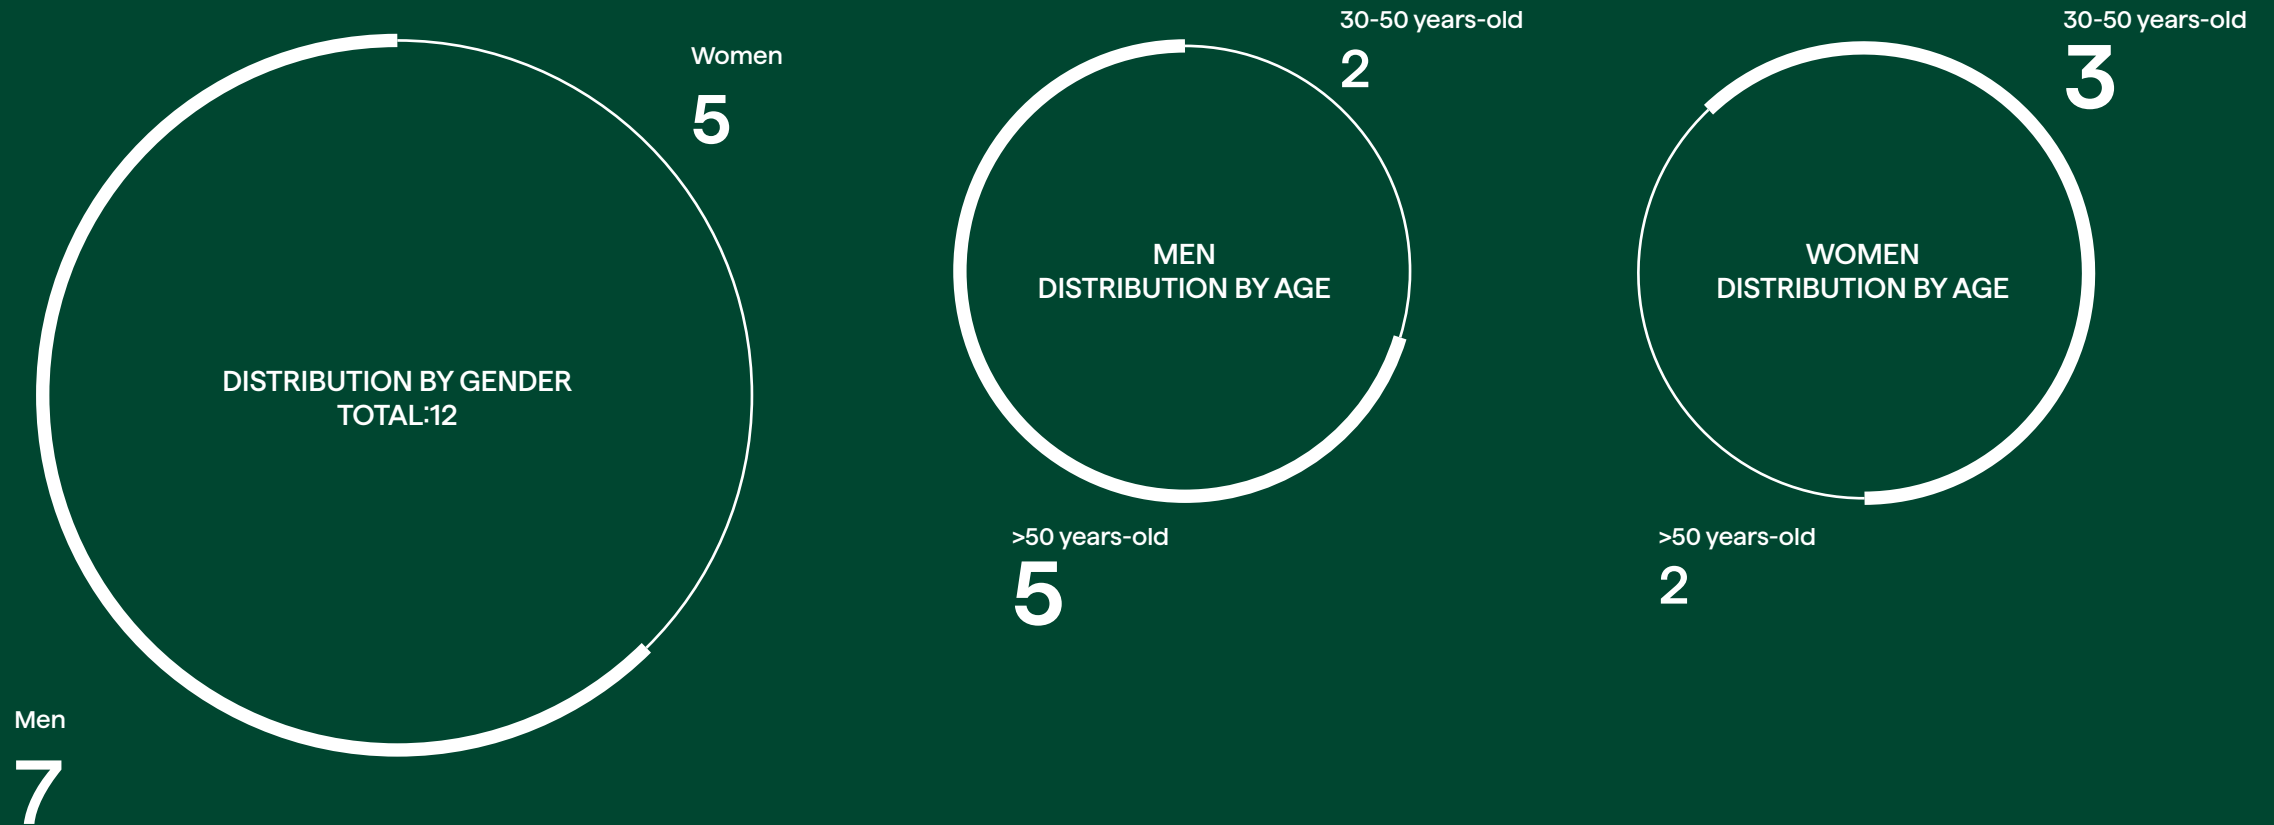 Women
5
DISTRIBUTION BY GENDER
TOTAL:12
Men
7
30-50 years-old
2
MEN
DISTRIBUTION BY AGE
>50 years-old
5
30-50 years-old
3
WOMEN
DISTRIBUTION BY AGE
>50 years-old
2